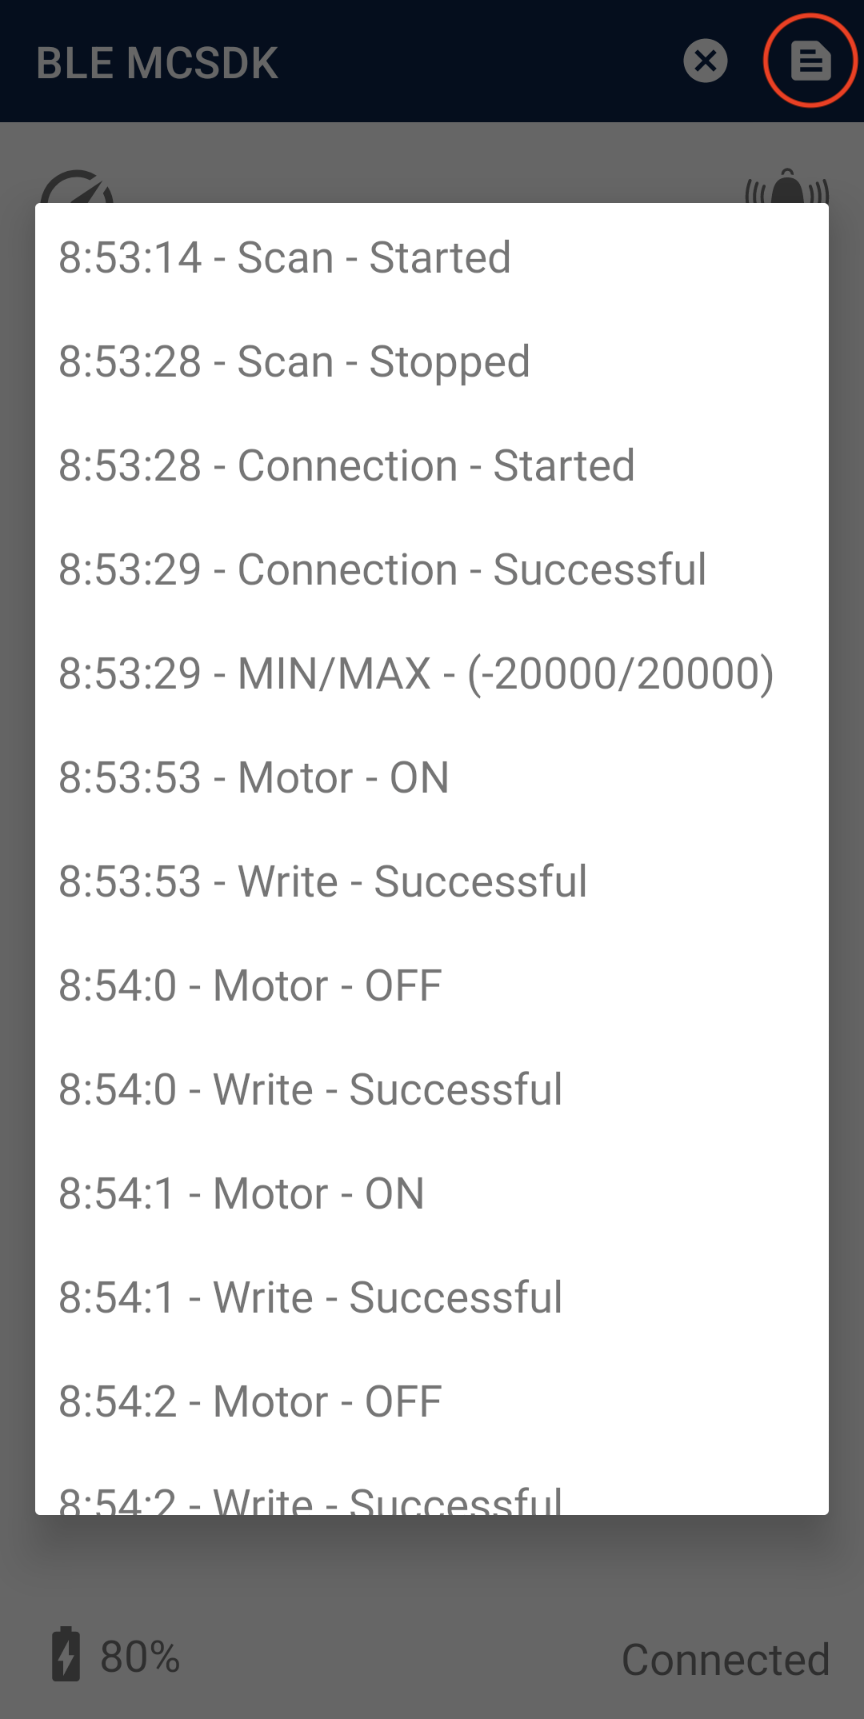 BLE MCSDK
8:53:14 - Scan - Started
8:53:28 - Scan - Stopped
8:53:28 - Connection - Started
8:53:29 - Connection - Successful
8:53:29 - MIN/MAX - (-20000/20000)
8:53:53 - Motor - ON
8:53:53 - Write - Successful
8:54:0 - Motor - OFF
8:54:0 - Write - Successful
8:54:1 - Motor - ON
8:54:1 - Write - Successful
8:54:2 - Motor - OFF
8:54:2 - Write - Successful
80%
Connected